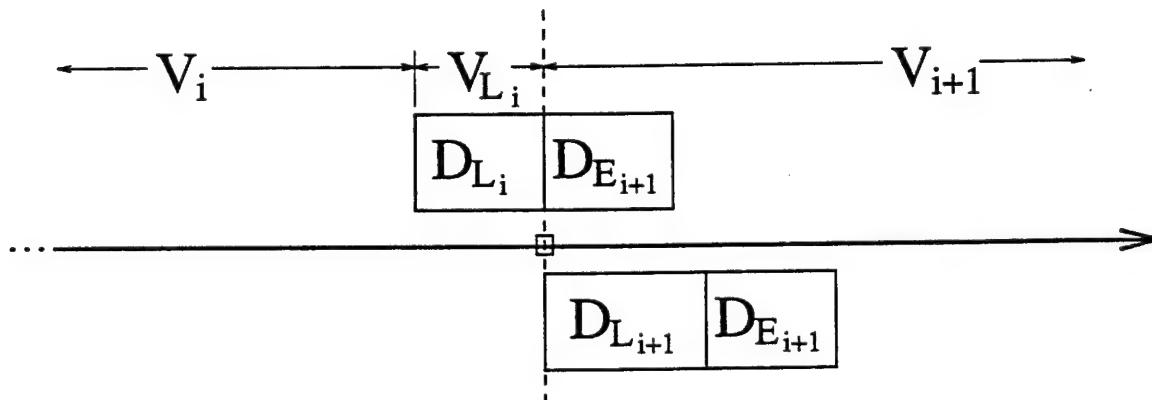 V_i V_{L_i} V_{i+1}
D_{L_i} D_{E_{i+1}}
...
D_{L_{i+1}} D_{E_{i+1}}